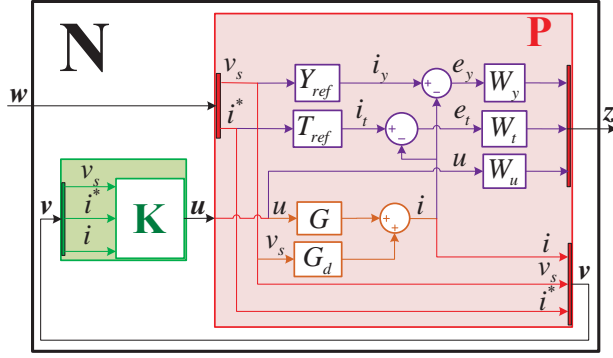 N
P
w
v_s
Y_ref
i_y
e_y
W_y
i*
T_ref
i_t
e_t
W_t
z
u
W_u
v
v_s
i*
i
K
u
u
G
i
v_s
G_d
i
v_s
i*
v